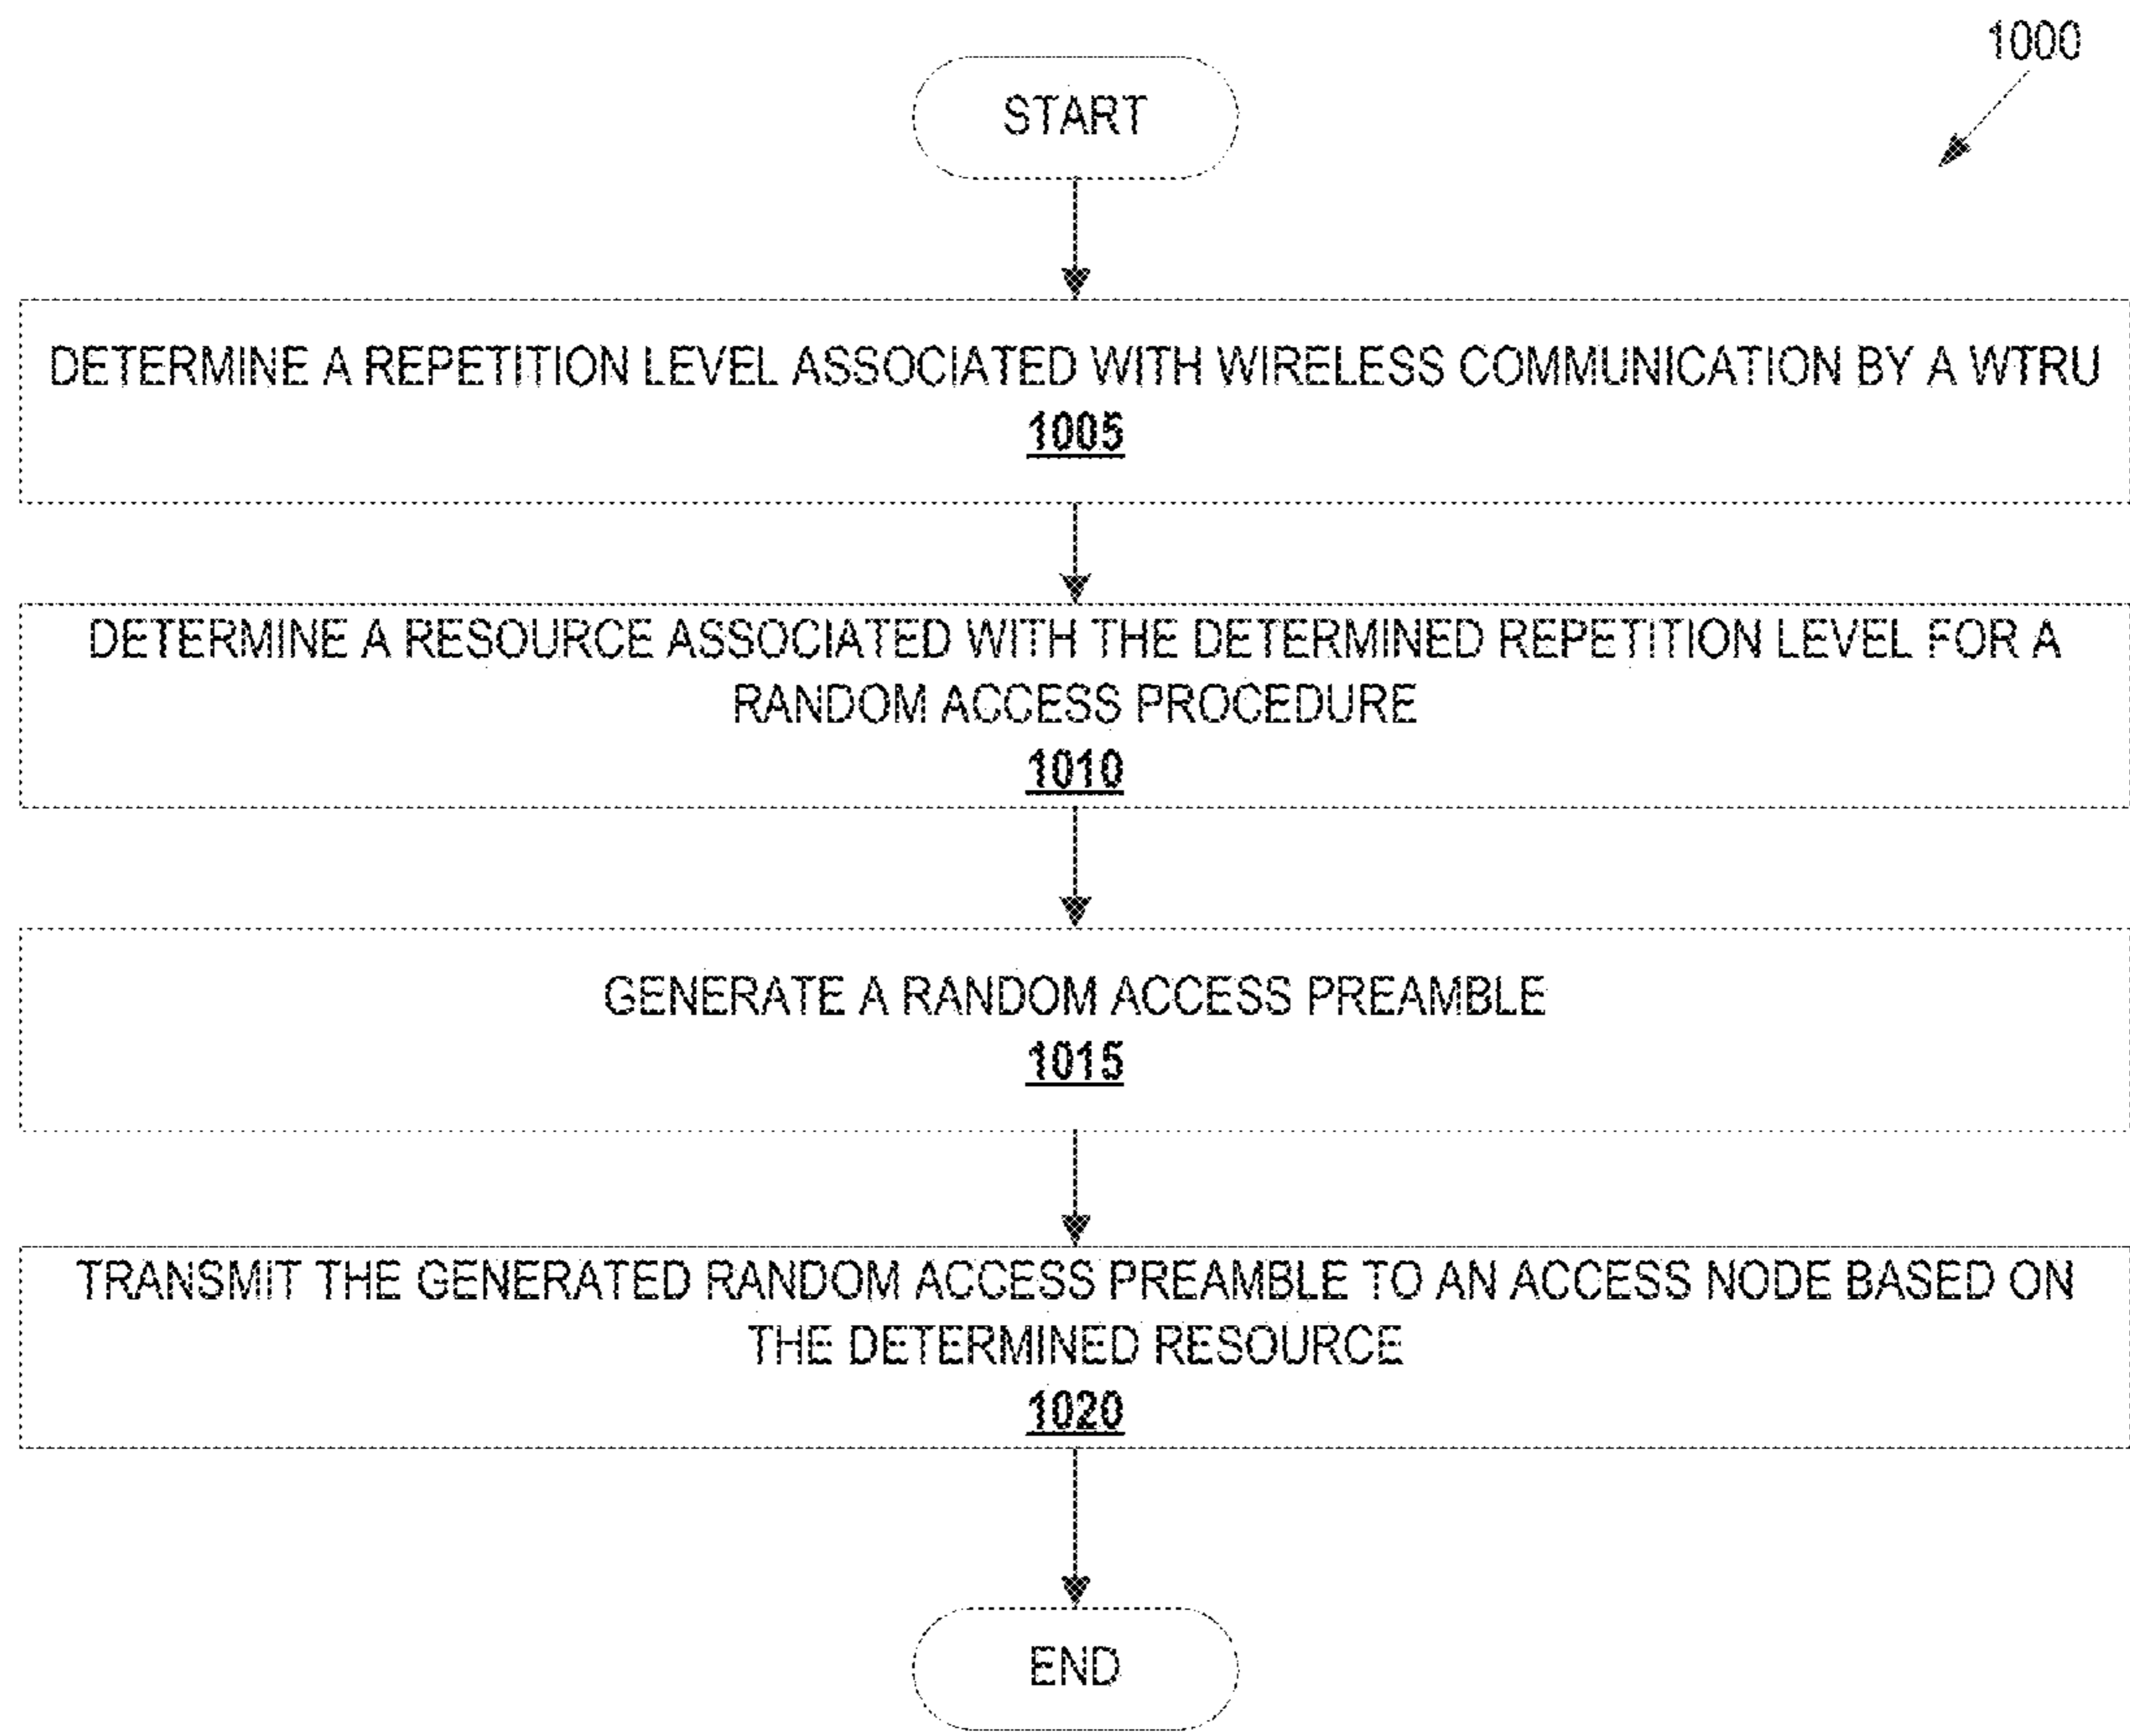 1000
START
DETERMINE A REPETITION LEVEL ASSOCIATED WITH WIRELESS COMMUNICATION BY A WTRU
1005
DETERMINE A RESOURCE ASSOCIATED WITH THE DETERMINED REPETITION LEVEL FOR A
RANDOM ACCESS PROCEDURE
1010
GENERATE A RANDOM ACCESS PREAMBLE
1015
TRANSMIT THE GENERATED RANDOM ACCESS PREAMBLE TO AN ACCESS NODE BASED ON
THE DETERMINED RESOURCE
1020
END